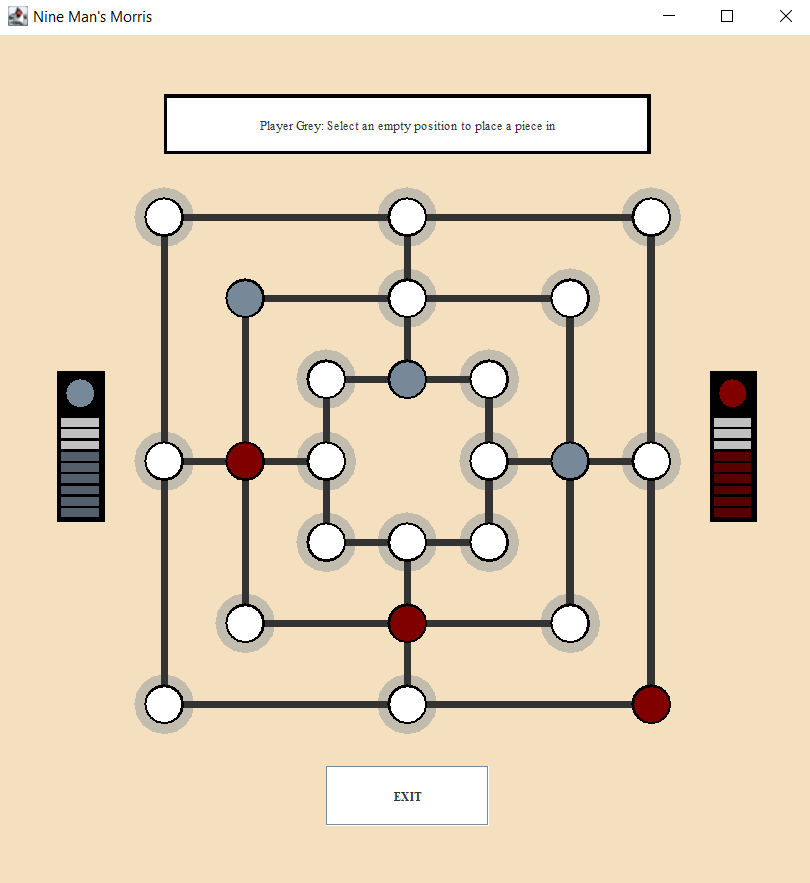 Nine Man's Morris
Player Grey: Select an empty position to place a piece in
EXIT